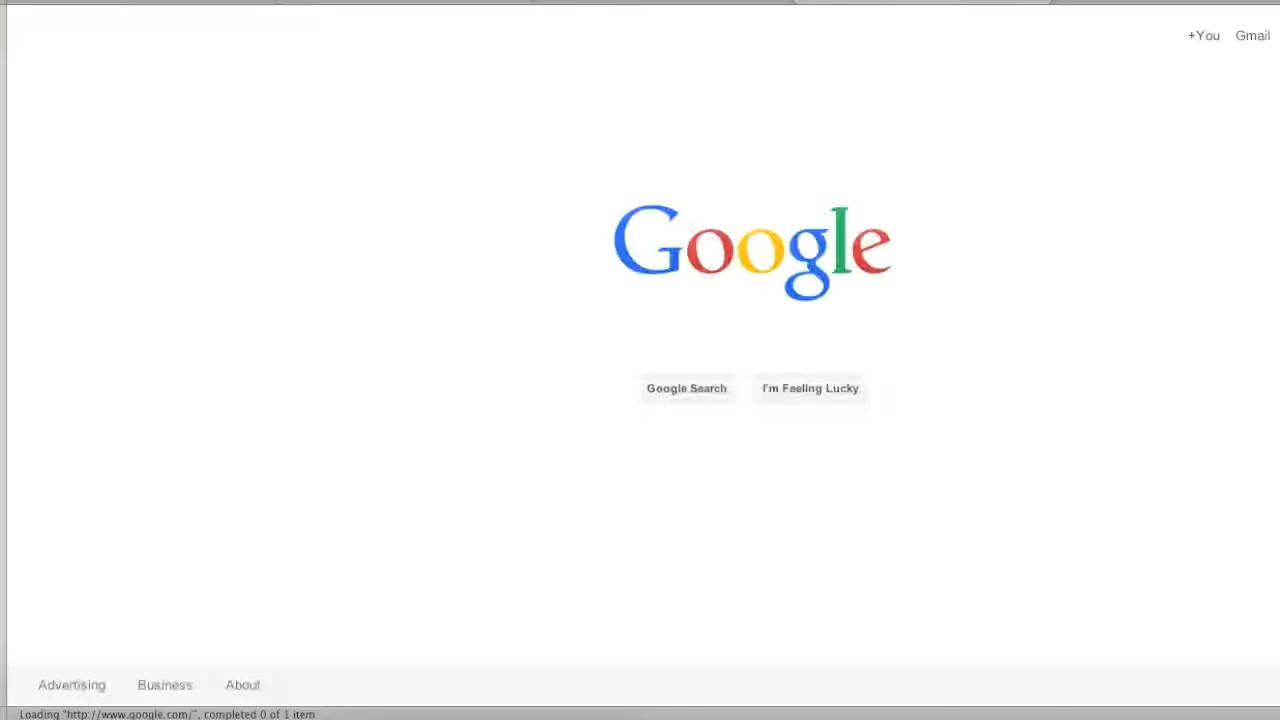 +You Gmail
Google
Google Search I'm Feeling Lucky
Advertising Business About
Loading "http://www.google.com/", completed 0 of 1 item